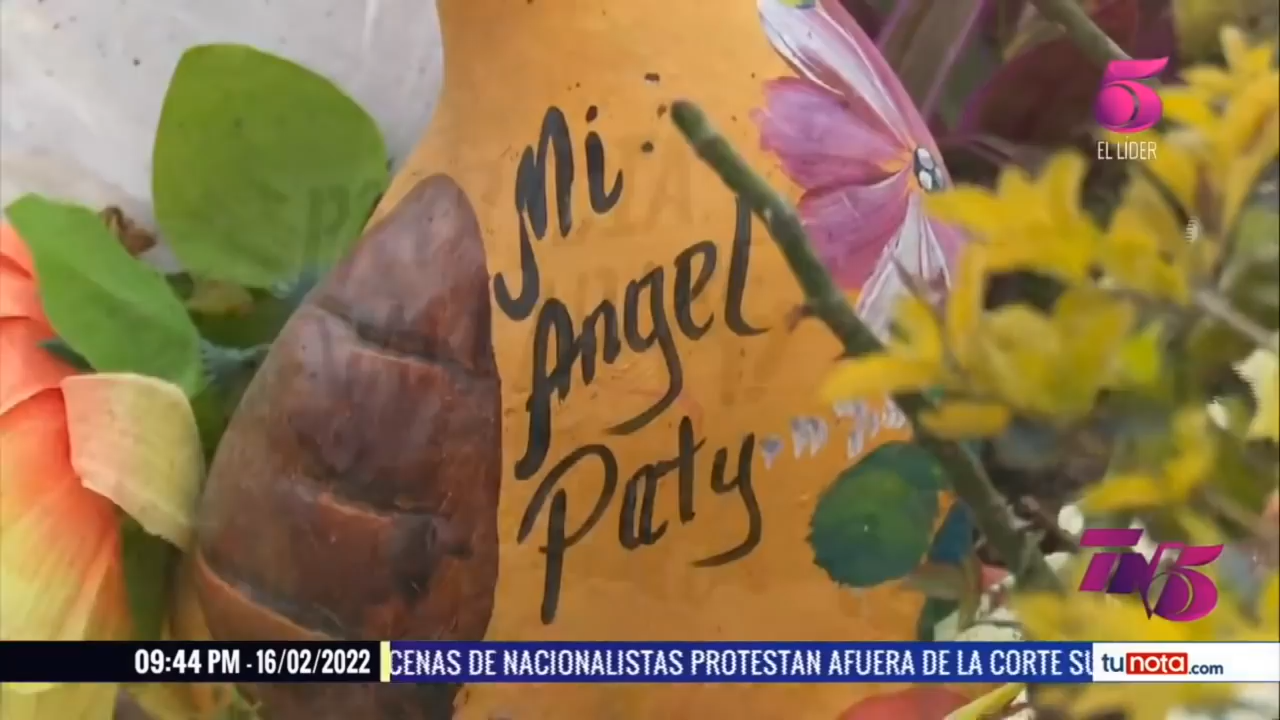 5
EL LÍDER
Mi
Angel
Paty
TN5
09:44 PM - 16/02/2022
CENAS DE NACIONALISTAS PROTESTAN AFUERA DE LA CORTE SU
tunota.com